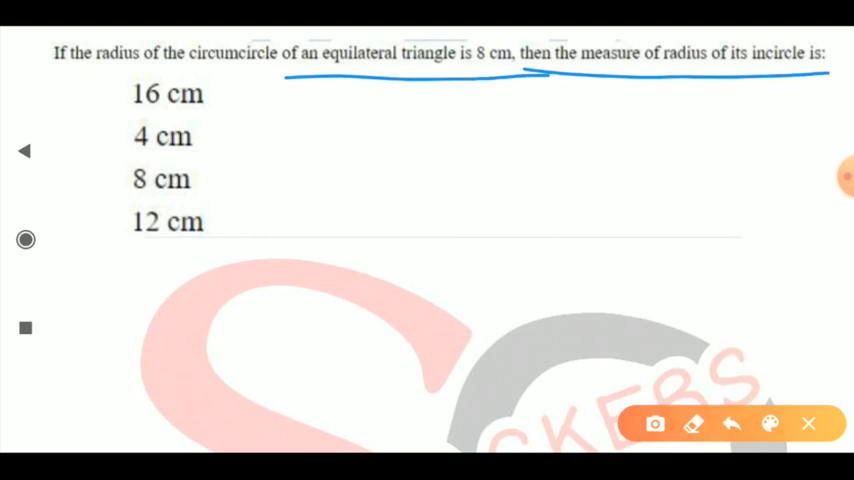 If the radius of the circumcircle of an equilateral triangle is 8 cm, then the measure of radius of its incircle is:
16 cm
4 cm
8 cm
12 cm
CKERS